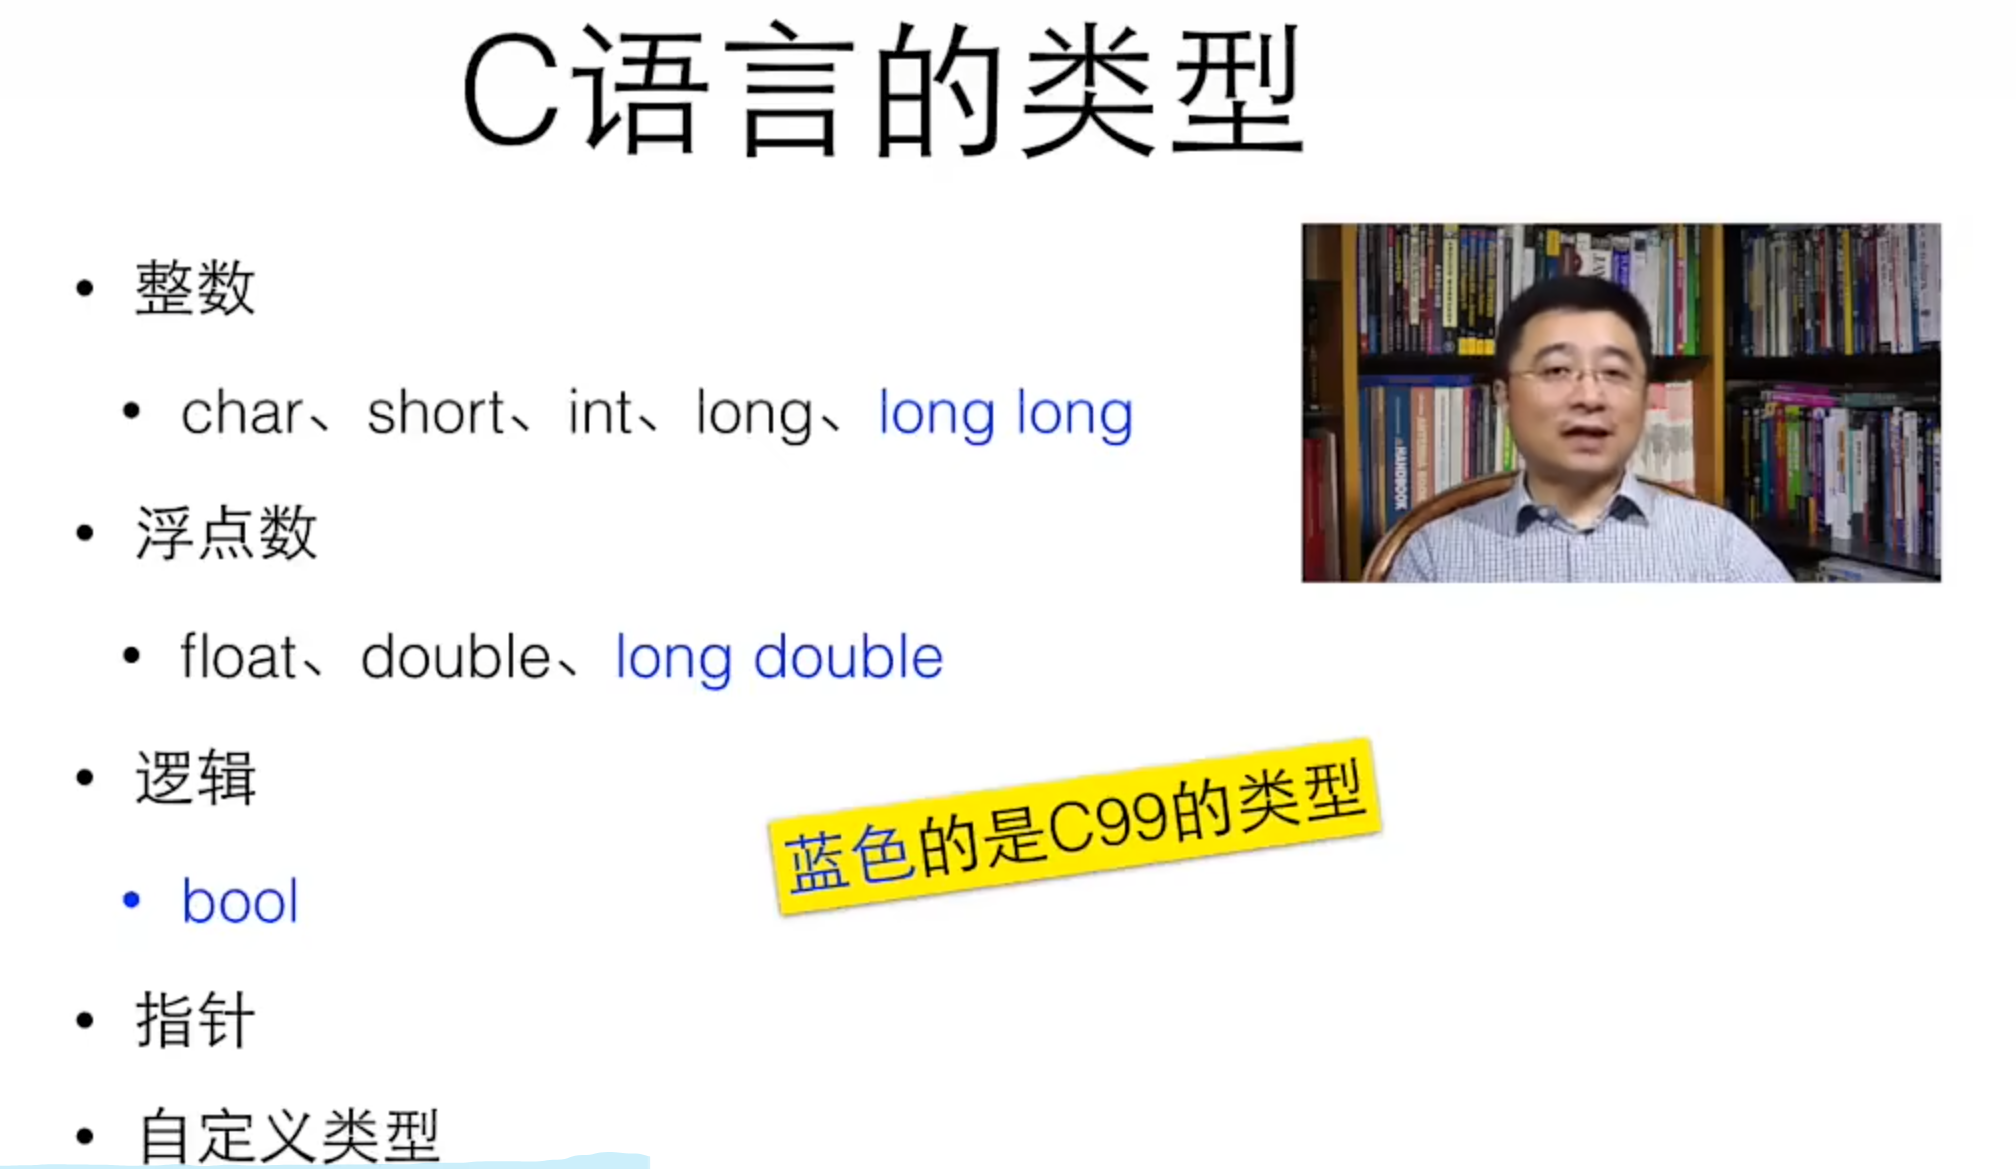 C语言的类型
• 整数
• char、short、int、long、long long
• 浮点数
• float、double、long double
• 逻辑
蓝色的是C99的类型
• bool
• 指针
• 自定义类型
HANDBOOK